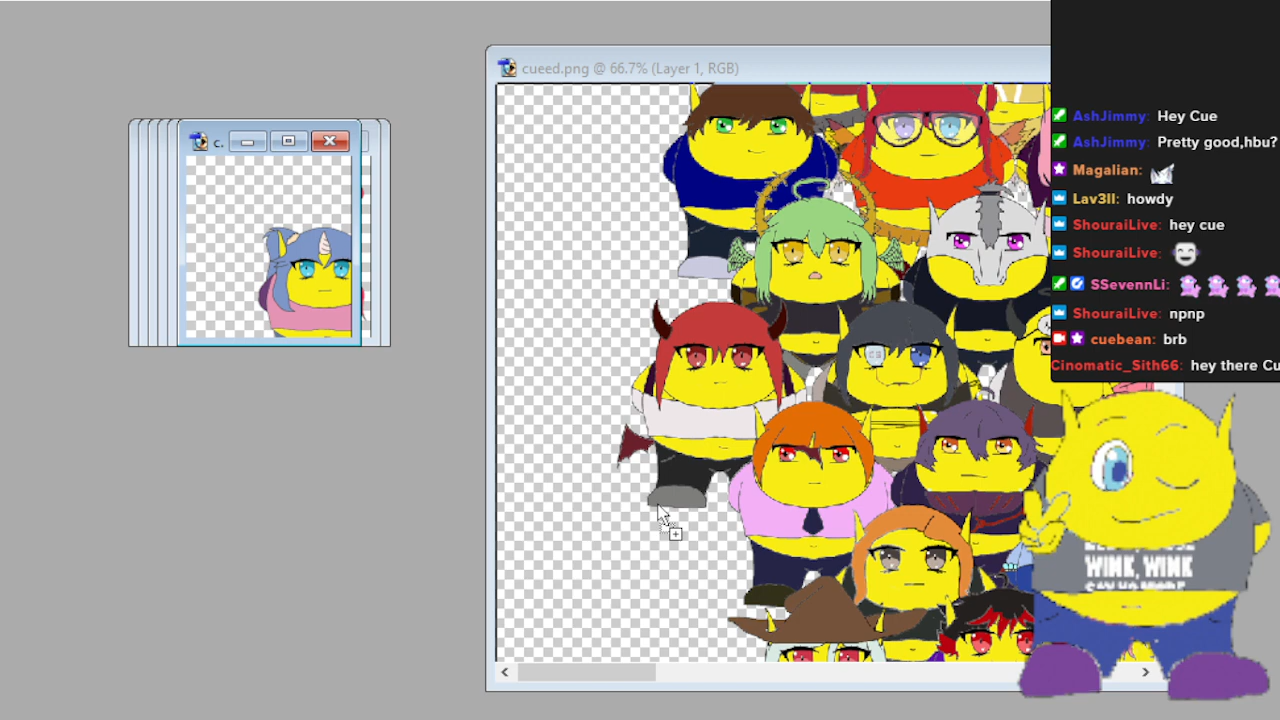 c.
cueed.png @ 66.7% (Layer 1, RGB)
AshJimmy: Hey Cue
AshJimmy: Pretty good,hbu?
Magalian:
Lav3ll: howdy
ShouraiLive: hey cue
ShouraiLive:
SSevennLi:
ShouraiLive: npnp
cuebean: brb
Cinomatic_Sith66: hey there Cu
WINK, WINK